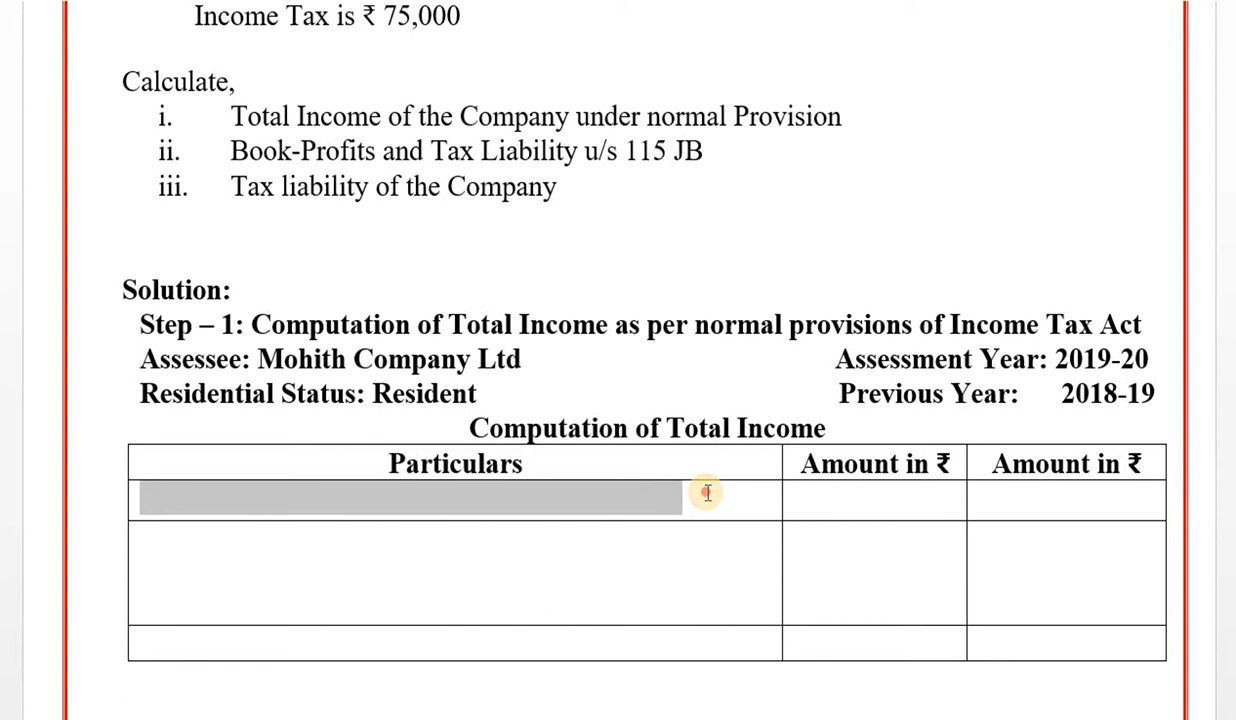 Income Tax is ₹ 75,000
Calculate,
i. Total Income of the Company under normal Provision
ii. Book-Profits and Tax Liability u/s 115 JB
iii. Tax liability of the Company
Solution:
Step – 1: Computation of Total Income as per normal provisions of Income Tax Act
Assessee: Mohith Company Ltd Assessment Year: 2019-20
Residential Status: Resident Previous Year: 2018-19
Computation of Total Income
Particulars Amount in ₹ Amount in ₹